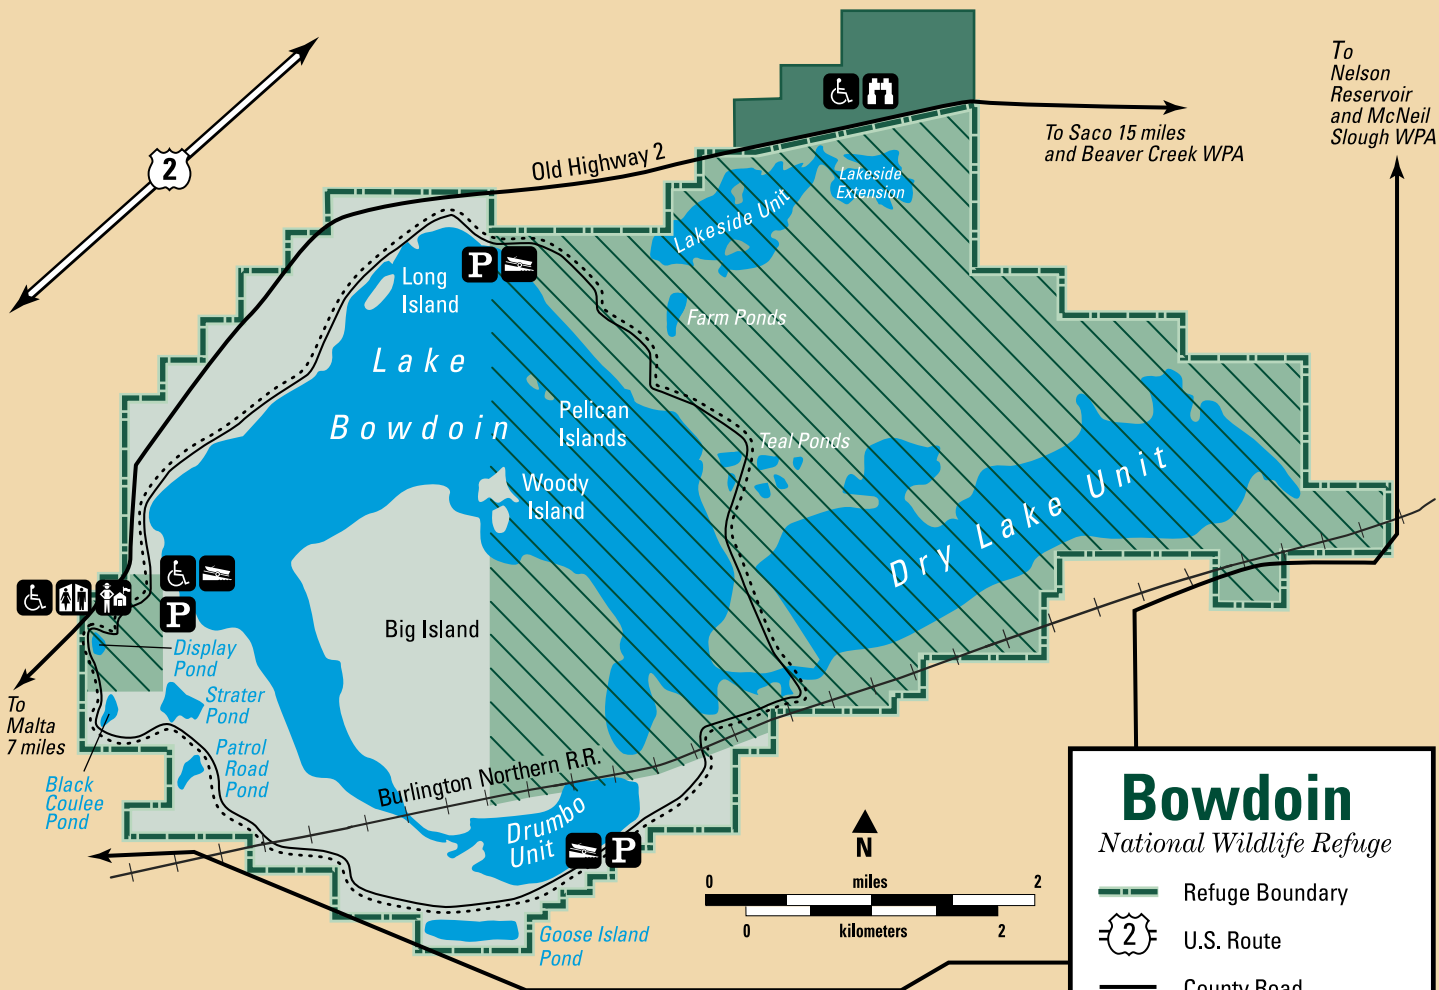 To
Nelson
Reservoir
and McNeil
Slough WPA
To Saco 15 miles
and Beaver Creek WPA
2
Old Highway 2
Lakeside
Extension
Lakeside Unit
Long
Island
P
Farm Ponds
Lake
Bowdoin
Pelican
Islands
Teal Ponds
Woody
Island
Dry Lake Unit
P
Big Island
Display
Pond
Strater
Pond
To
Malta
7 miles
Patrol
Road
Pond
Black
Coulee
Pond
Burlington Northern R.R.
Drumbo
Unit
P
Goose Island
Pond
N
0 miles 2
0 kilometers 2
Bowdoin
National Wildlife Refuge
Refuge Boundary
2 U.S. Route
County Road